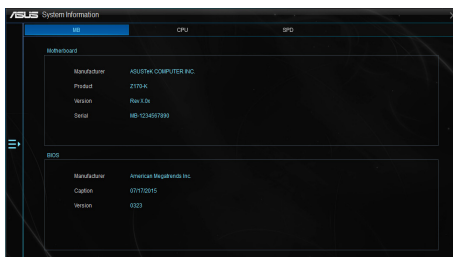 ASUS System Information
MB CPU SPD
Motherboard
Manufacturer ASUSTeK COMPUTER INC.
Product Z170-K
Version Rev X.0x
Serial MB-1234567890
BIOS
Manufacturer American Megatrends Inc.
Caption 07/17/2015
Version 0323